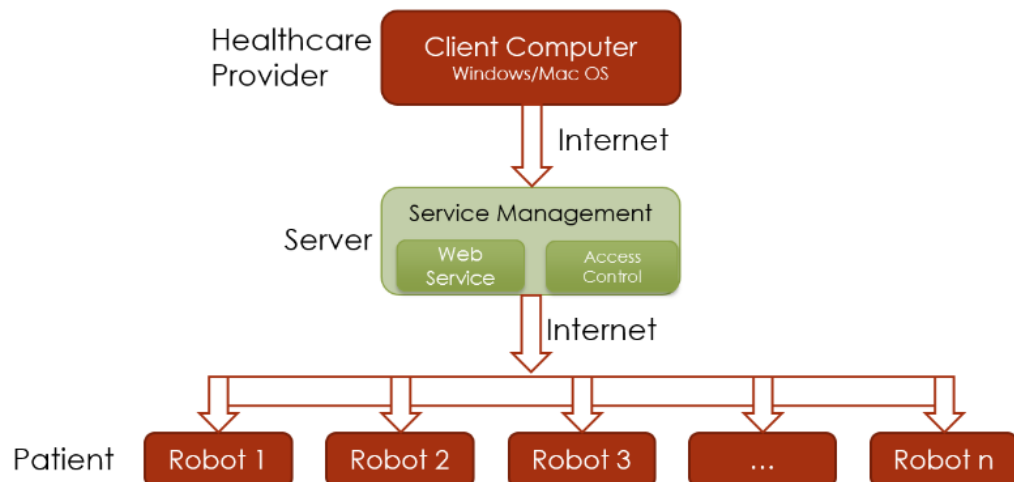 Healthcare
Provider
Client Computer
Windows/Mac OS
Internet
Server
Service Management
Web
Service
Access
Control
Internet
Patient
Robot 1
Robot 2
Robot 3
...
Robot n